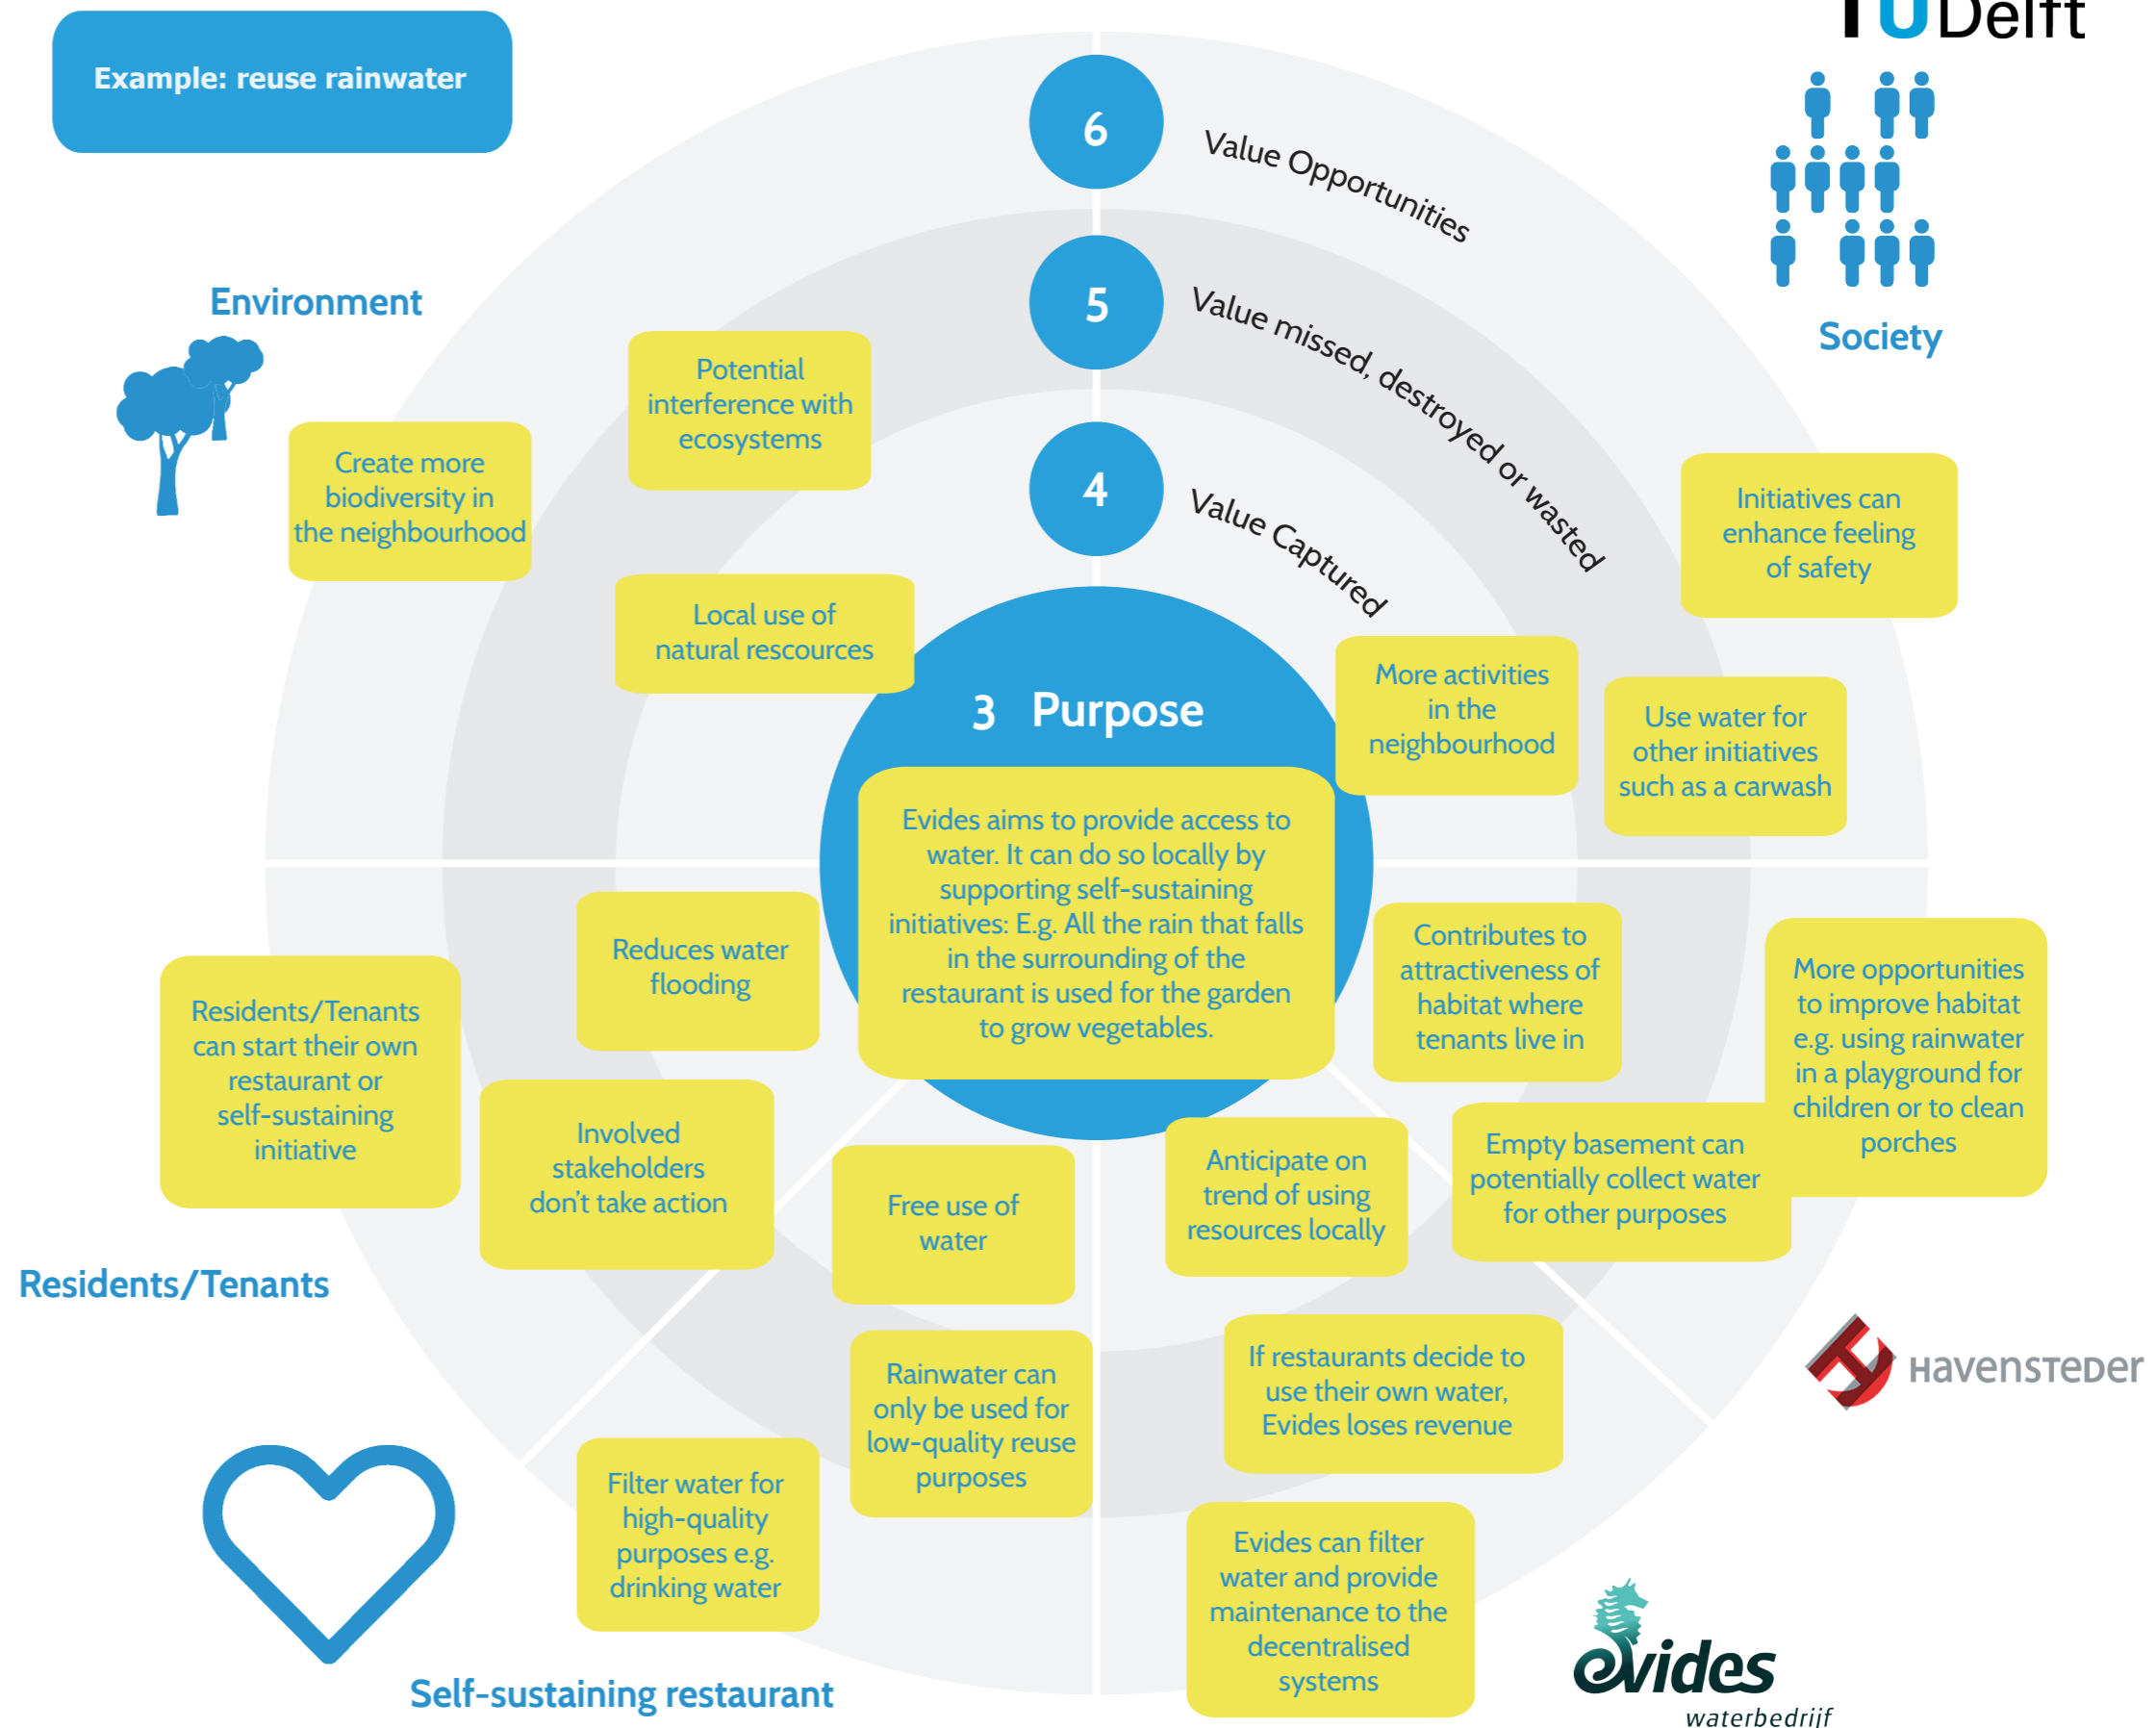 TUDelft
Example: reuse rainwater
6
Value Opportunities
5
Value missed, destroyed or wasted
4
Value Captured
Environment
Society
Potential
interference with
ecosystems
Create more
biodiversity in
the neighbourhood
Local use of
natural rescources
Initiatives can
enhance feeling
of safety
More activities
in the
neighbourhood
Use water for
other initiatives
such as a carwash
3 Purpose
Evides aims to provide access to
water. It can do so locally by
supporting self-sustaining
initiatives: E.g. All the rain that falls
in the surrounding of the
restaurant is used for the garden
to grow vegetables.
Reduces water
flooding
Residents/Tenants
can start their own
restaurant or
self-sustaining
initiative
Involved
stakeholders
don't take action
Residents/Tenants
Contributes to
attractiveness of
habitat where
tenants live in
More opportunities
to improve habitat
e.g. using rainwater
in a playground for
children or to clean
porches
Empty basement can
potentially collect water
for other purposes
Havensteder
Free use of
water
Rainwater can
only be used for
low-quality reuse
purposes
Filter water for
high-quality
purposes e.g.
drinking water
Self-sustaining restaurant
Anticipate on
trend of using
resources locally
If restaurants decide to
use their own water,
Evides loses revenue
Evides can filter
water and provide
maintenance to the
decentralised
systems
evides
waterbedrijf